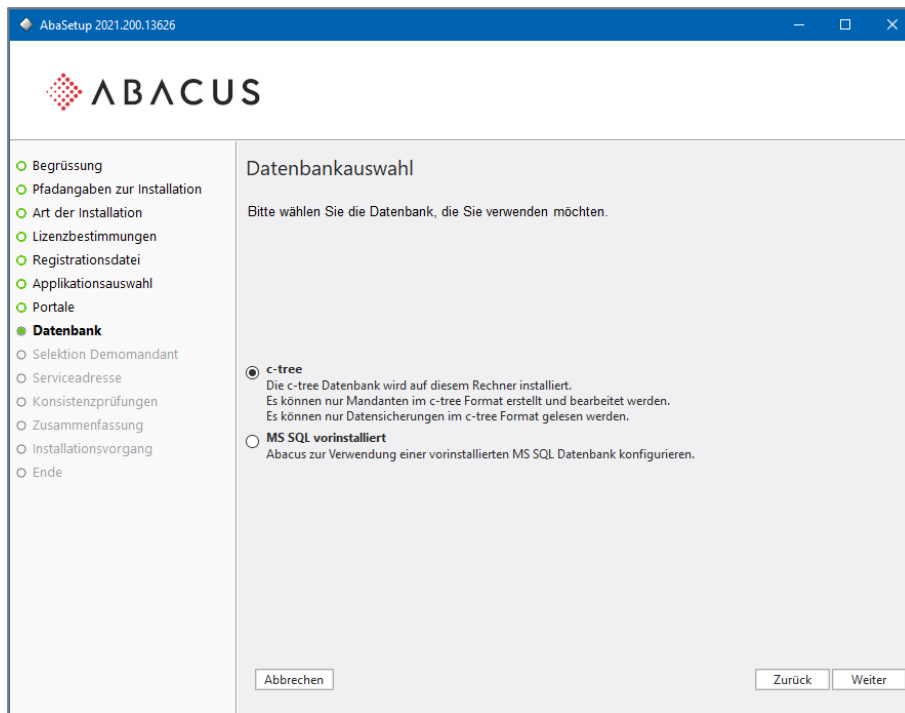 AbaSetup 2021.200.13626
ABACUS
Begrüssung
Pfadangaben zur Installation
Art der Installation
Lizenzbestimmungen
Registrationsdatei
Applikationsauswahl
Portale
Datenbank
Selektion Demomandant
Serviceadresse
Konsistenzprüfungen
Zusammenfassung
Installationsvorgang
Ende
Datenbankauswahl
Bitte wählen Sie die Datenbank, die Sie verwenden möchten.
c-tree
Die c-tree Datenbank wird auf diesem Rechner installiert.
Es können nur Mandanten im c-tree Format erstellt und bearbeitet werden.
Es können nur Datensicherungen im c-tree Format gelesen werden.
MS SQL vorinstalliert
Abacus zur Verwendung einer vorinstallierten MS SQL Datenbank konfigurieren.
Abbrechen
Zurück
Weiter